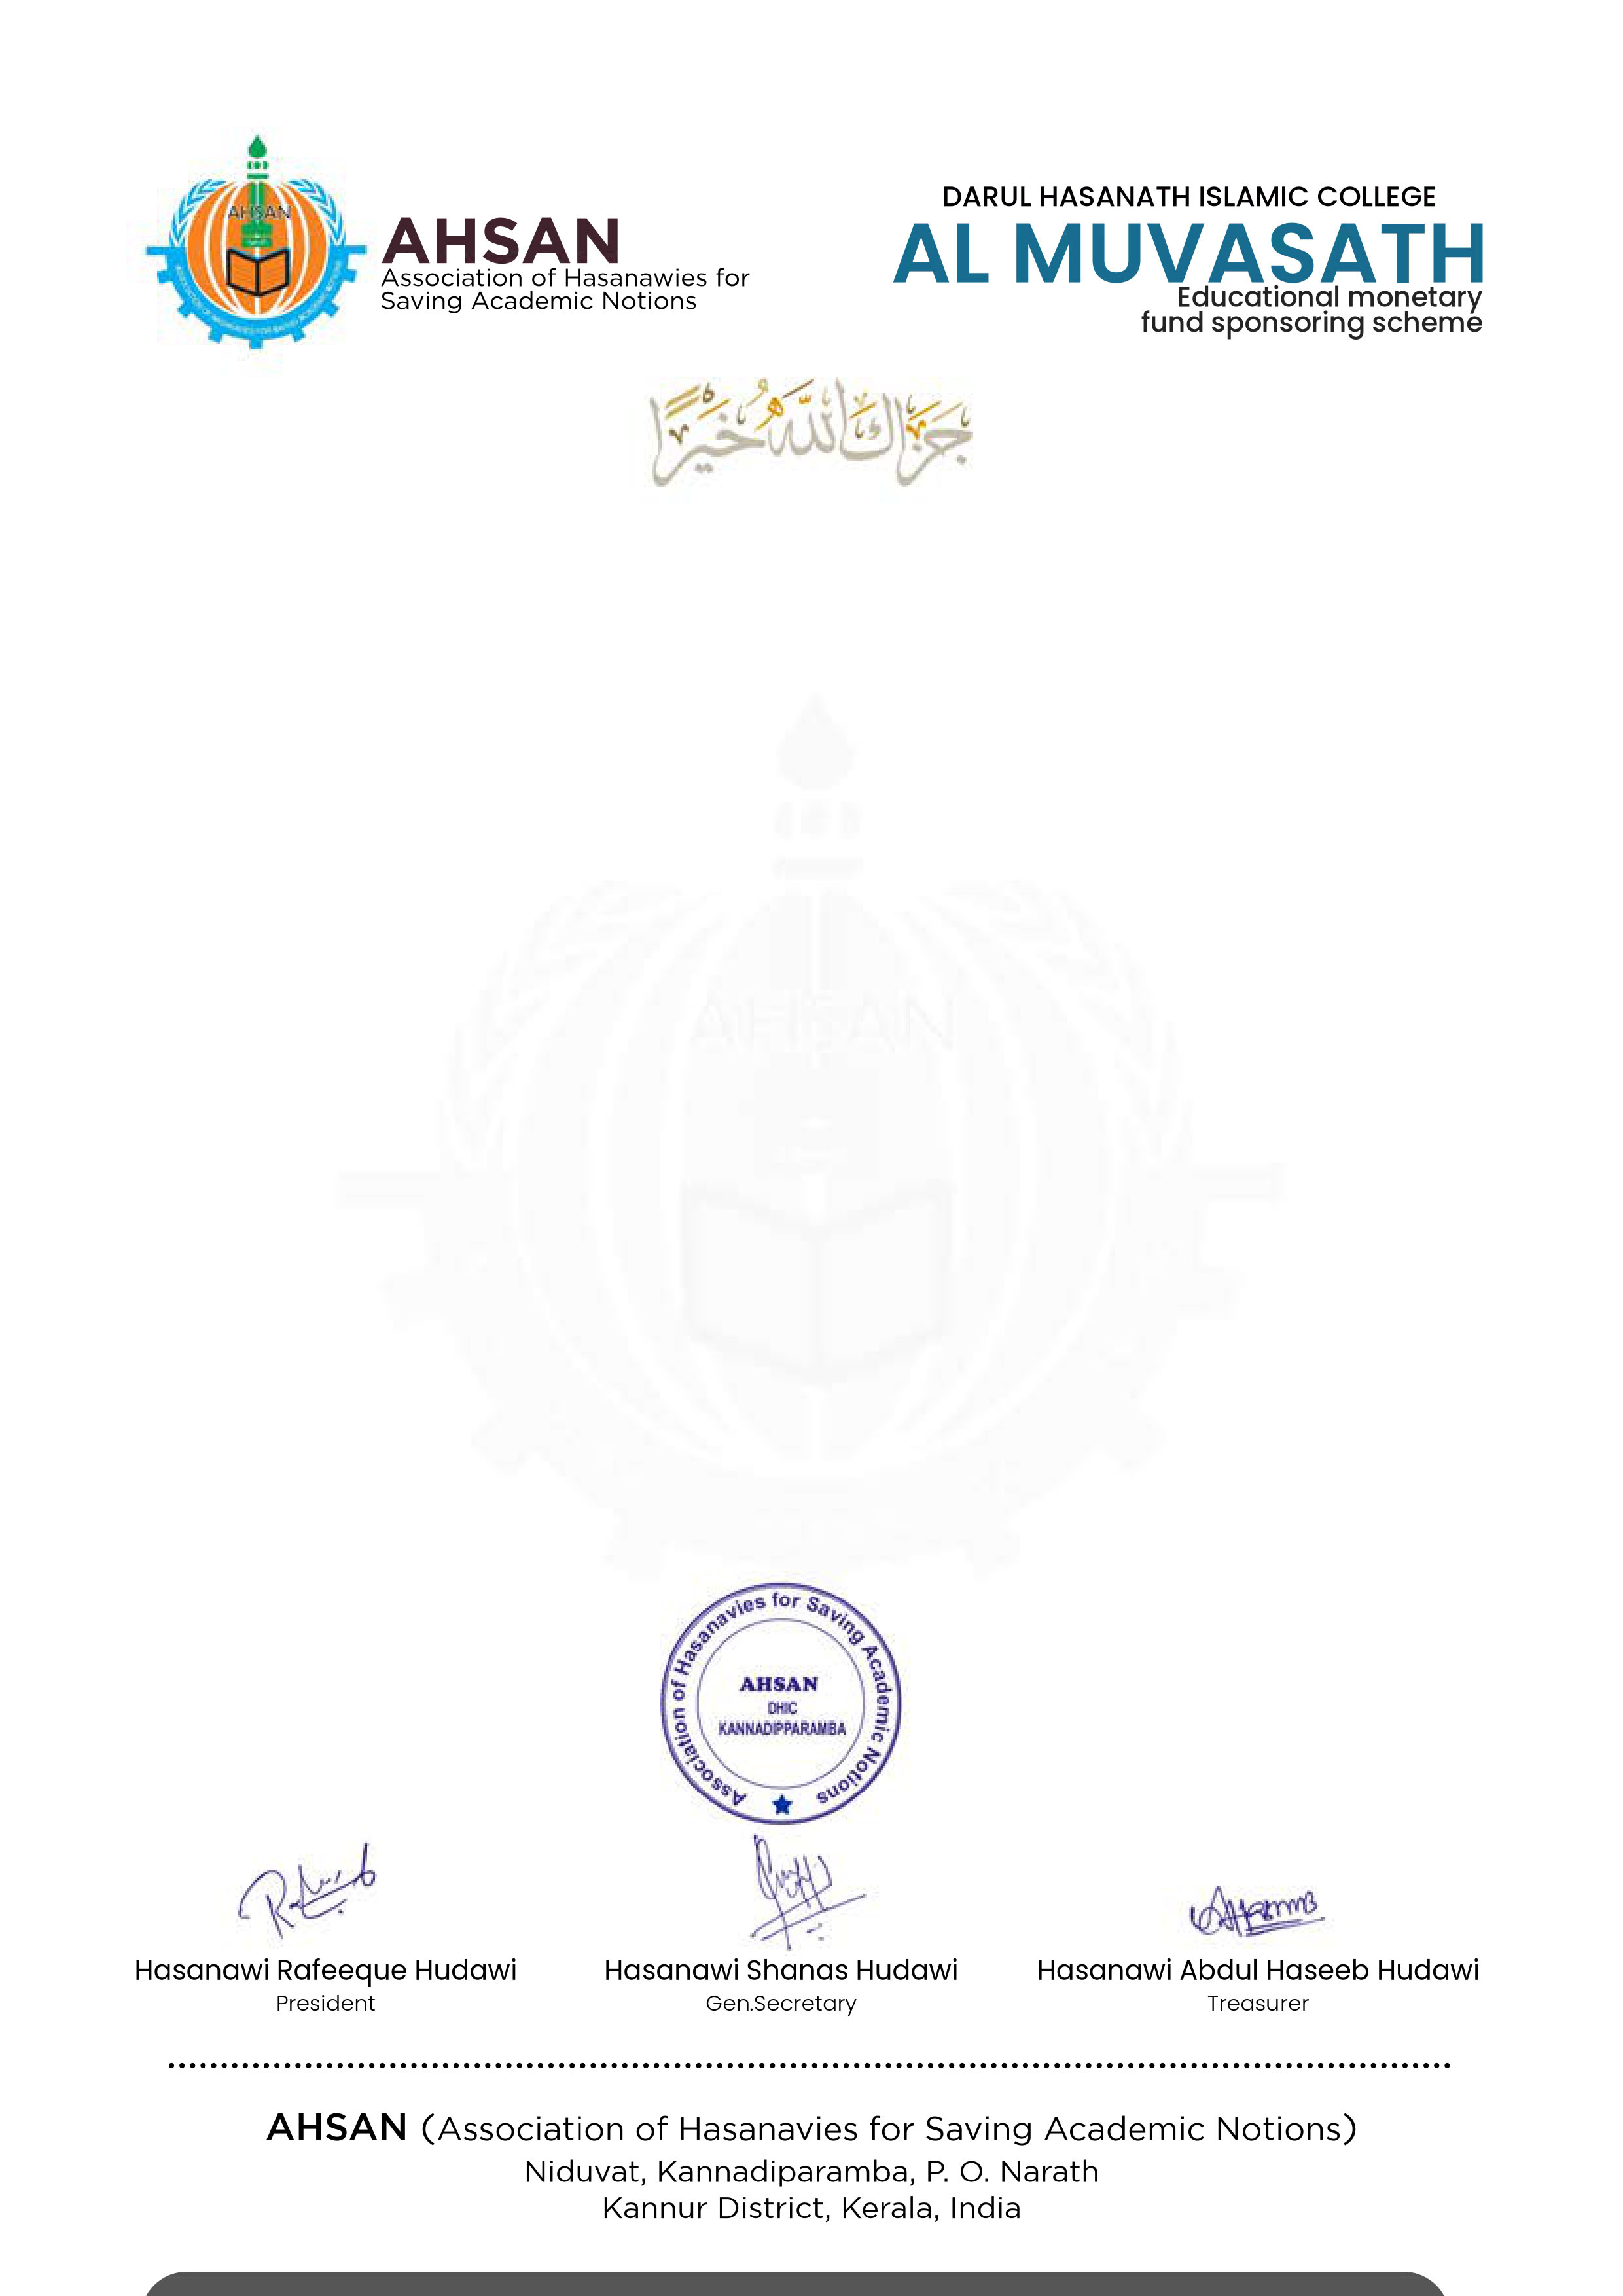 AHSAN
AHSAN
Association of Hasanawies for
Saving Academic Notions
DARUL HASANATH ISLAMIC COLLEGE
AL MUVASATH
Educational monetary
fund sponsoring scheme
جَزَاكَ اللَّهُ خَيْرًا
AHSAN
Association of Hasanavies for Saving Academic Notions
AHSAN
DHIC
KANNADIPPARAMBA
Hasanawi Rafeeque Hudawi
President
Hasanawi Shanas Hudawi
Gen.Secretary
Hasanawi Abdul Haseeb Hudawi
Treasurer
AHSAN (Association of Hasanavies for Saving Academic Notions)
Niduvat, Kannadiparamba, P. O. Narath
Kannur District, Kerala, India